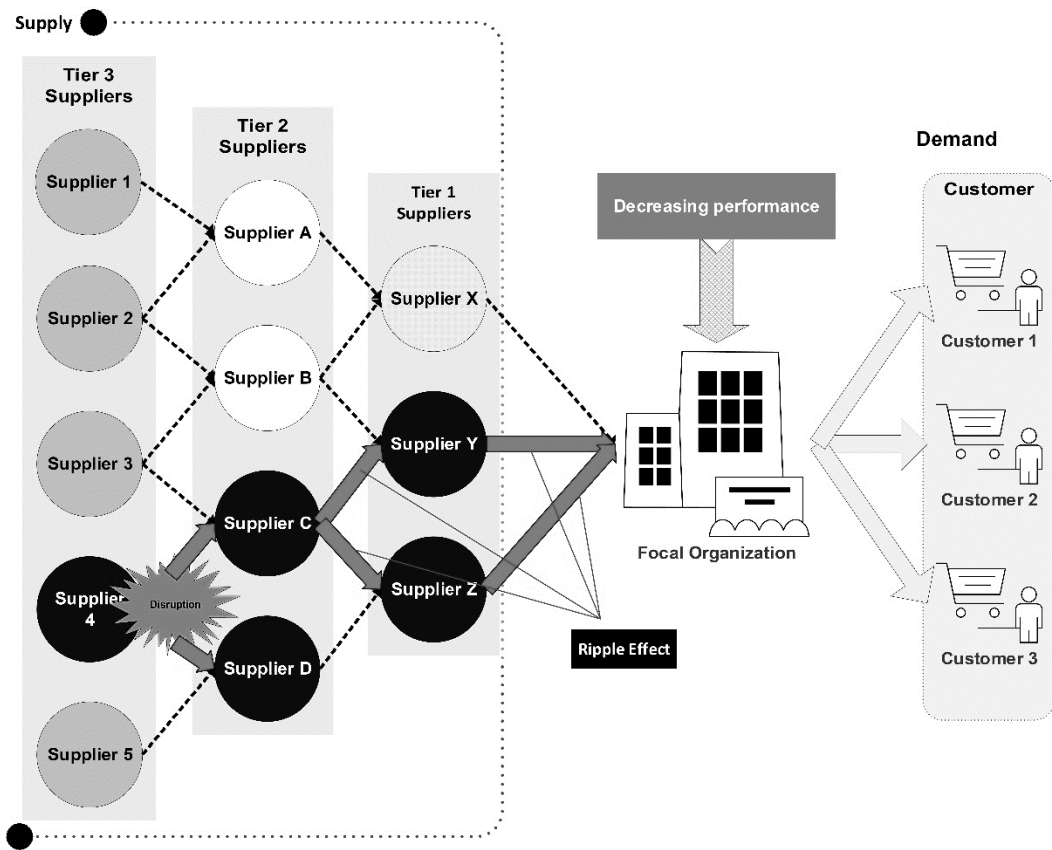 Supply
Tier 3
Suppliers
Supplier 1
Supplier 2
Supplier 3
Supplier
4
Supplier 5
Disruption
Tier 2
Suppliers
Supplier A
Supplier B
Supplier C
Supplier D
Tier 1
Suppliers
Supplier X
Supplier Y
Supplier Z
Decreasing performance
Focal Organization
Ripple Effect
Demand
Customer
Customer 1
Customer 2
Customer 3